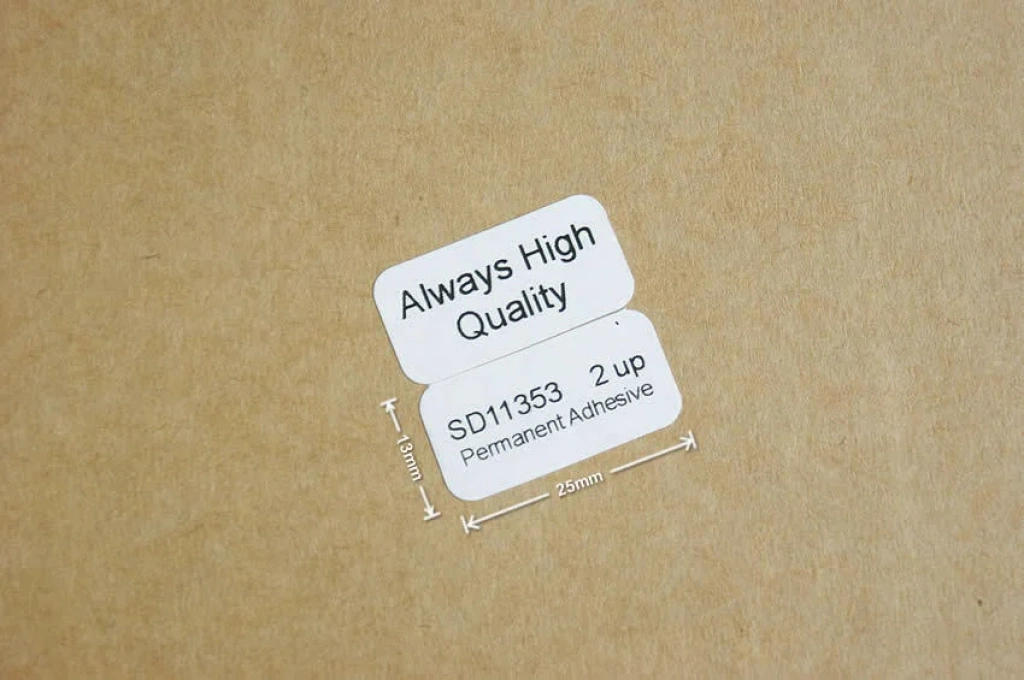 Always High
Quality
SD11353 2 up
Permanent Adhesive
13mm
25mm